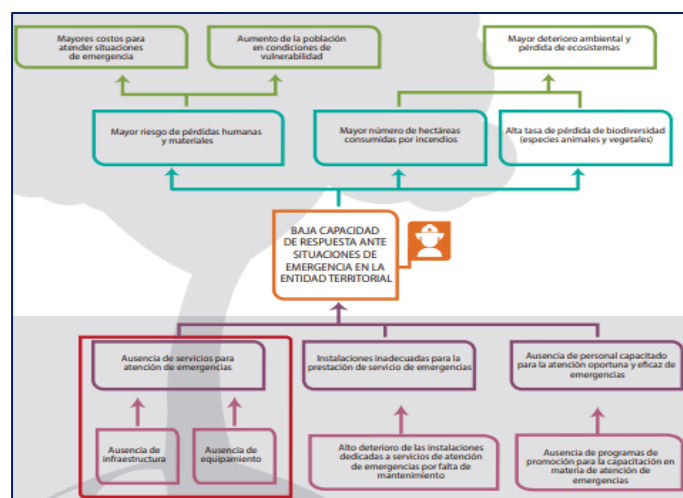 Mayores costos para
atender situaciones
de emergencia
Aumento de la población
en condiciones de
vulnerabilidad
Mayor deterioro ambiental y
pérdida de ecosistemas
Mayor riesgo de pérdidas humanas
y materiales
Mayor número de hectáreas
consumidas por incendios
Alta tasa de pérdida de biodiversidad
(especies animales y vegetales)
BAJA CAPACIDAD
DE RESPUESTA ANTE
SITUACIONES DE
EMERGENCIA EN LA
ENTIDAD TERRITORIAL
Ausencia de servicios para
atención de emergencias
Instalaciones inadecuadas para la
prestación de servicio de emergencias
Ausencia de personal capacitado
para la atención oportuna y eficaz de
emergencias
Ausencia de
infraestructura
Ausencia de
equipamiento
Alto deterioro de las instalaciones
dedicadas a servicios de atención
de emergencias por falta de
mantenimiento
Ausencia de programas de
promoción para la capacitación en
materia de atención de
emergencias